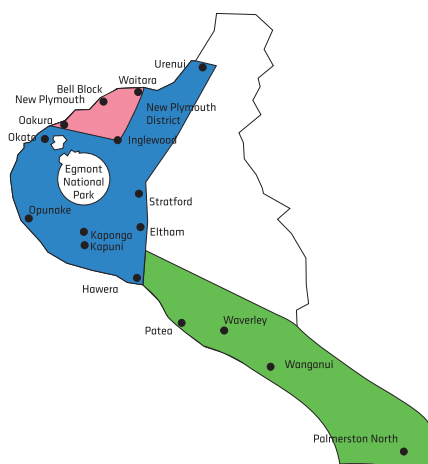 Urenui
Waitara
Bell Block
New Plymouth
New Plymouth
District
Oakura
Okato
Inglewood
Egmont
National
Park
Stratford
Opunake
Eltham
Kaponga
Kapuni
Hawera
Waverley
Patea
Wanganui
Palmerston North